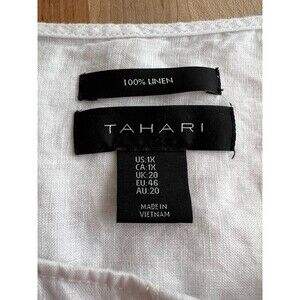 100% LINEN
TAHARI
US:1X
CA:1X
UK:20
EU:46
AU:20
MADE IN
VIETNAM